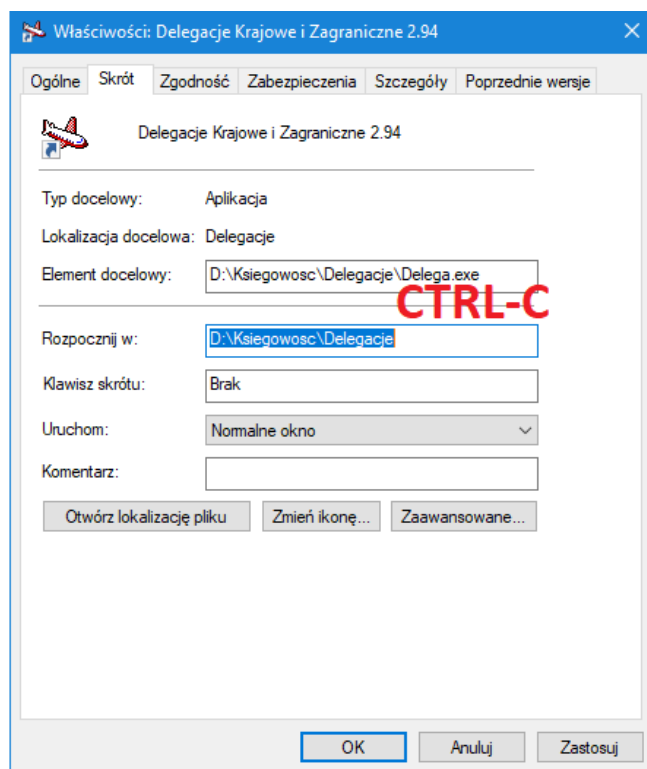 Właściwości: Delegacje Krajowe i Zagraniczne 2.94
Ogólne Skrót Zgodność Zabezpieczenia Szczegóły Poprzednie wersje
Delegacje Krajowe i Zagraniczne 2.94
Typ docelowy: Aplikacja
Lokalizacja docelowa: Delegacje
Element docelowy: D:\Ksiegowosc\Delegacje\Delega.exe
CTRL-C
Rozpocznij w: D:\Ksiegowosc\Delegacje
Klawisz skrótu: Brak
Uruchom: Normalne okno
Komentarz:
Otwórz lokalizację pliku Zmień ikonę... Zaawansowane...
OK Anuluj Zastosuj